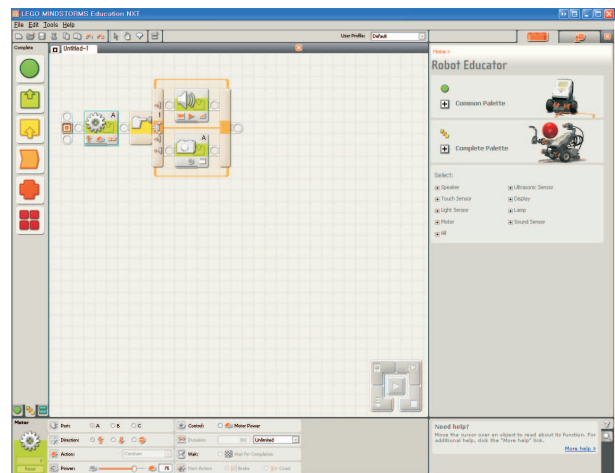 LEGO MINDSTORMS Education NXT
File Edit Tools Help
User Profile: Default
Complete
Untitled-1
Home >
Robot Educator
Common Palette
Complete Palette
Select:
Speaker
Ultrasonic Sensor
Touch Sensor
Display
Light Sensor
Lamp
Motor
Sound Sensor
All
A
A
Motor
Port: A B C
Control: Motor Power
Direction:
Duration: Unlimited
Action: Constant
Wait: Wait for Completion
Power: 75
Next Action: Brake Coast
Need help?
Move the cursor over an object to read about its function. For
additional help, click the "More help" link.
More help »